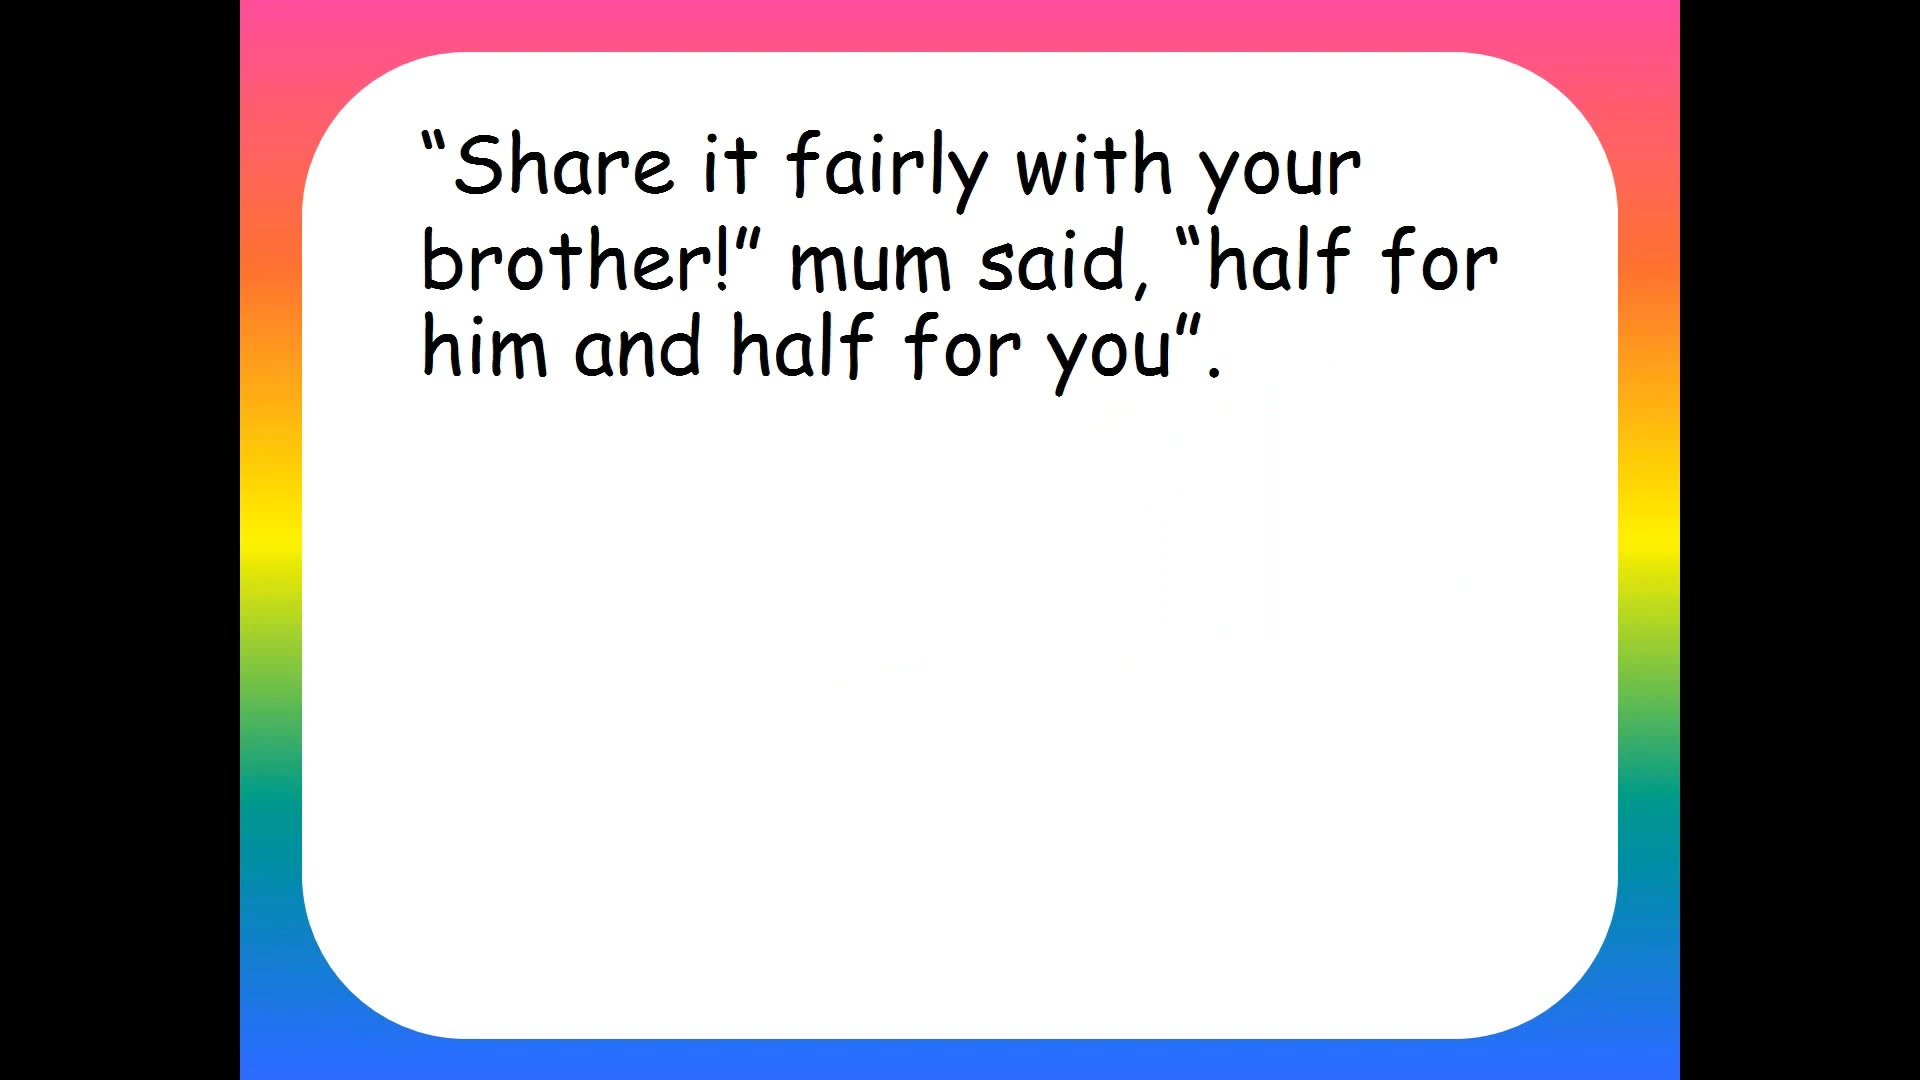 “Share it fairly with your
brother!” mum said, “half for
him and half for you”.